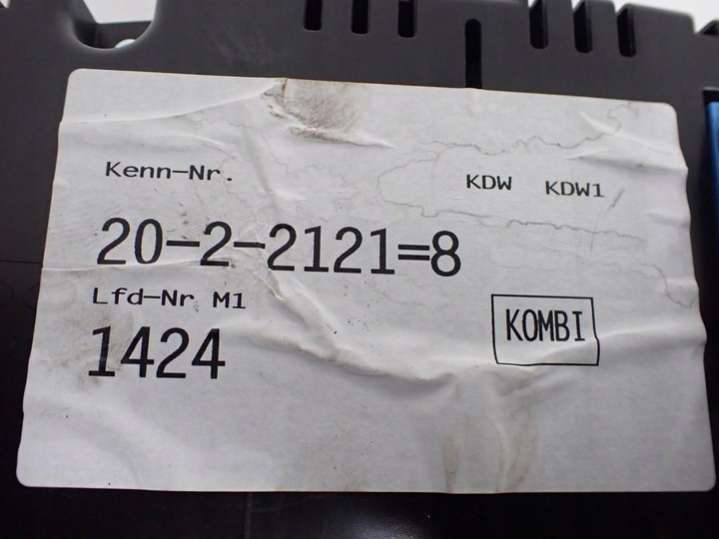 Kenn-Nr. KDW KDW1
20-2-2121=8
Lfd-Nr M1
1424
KOMBI